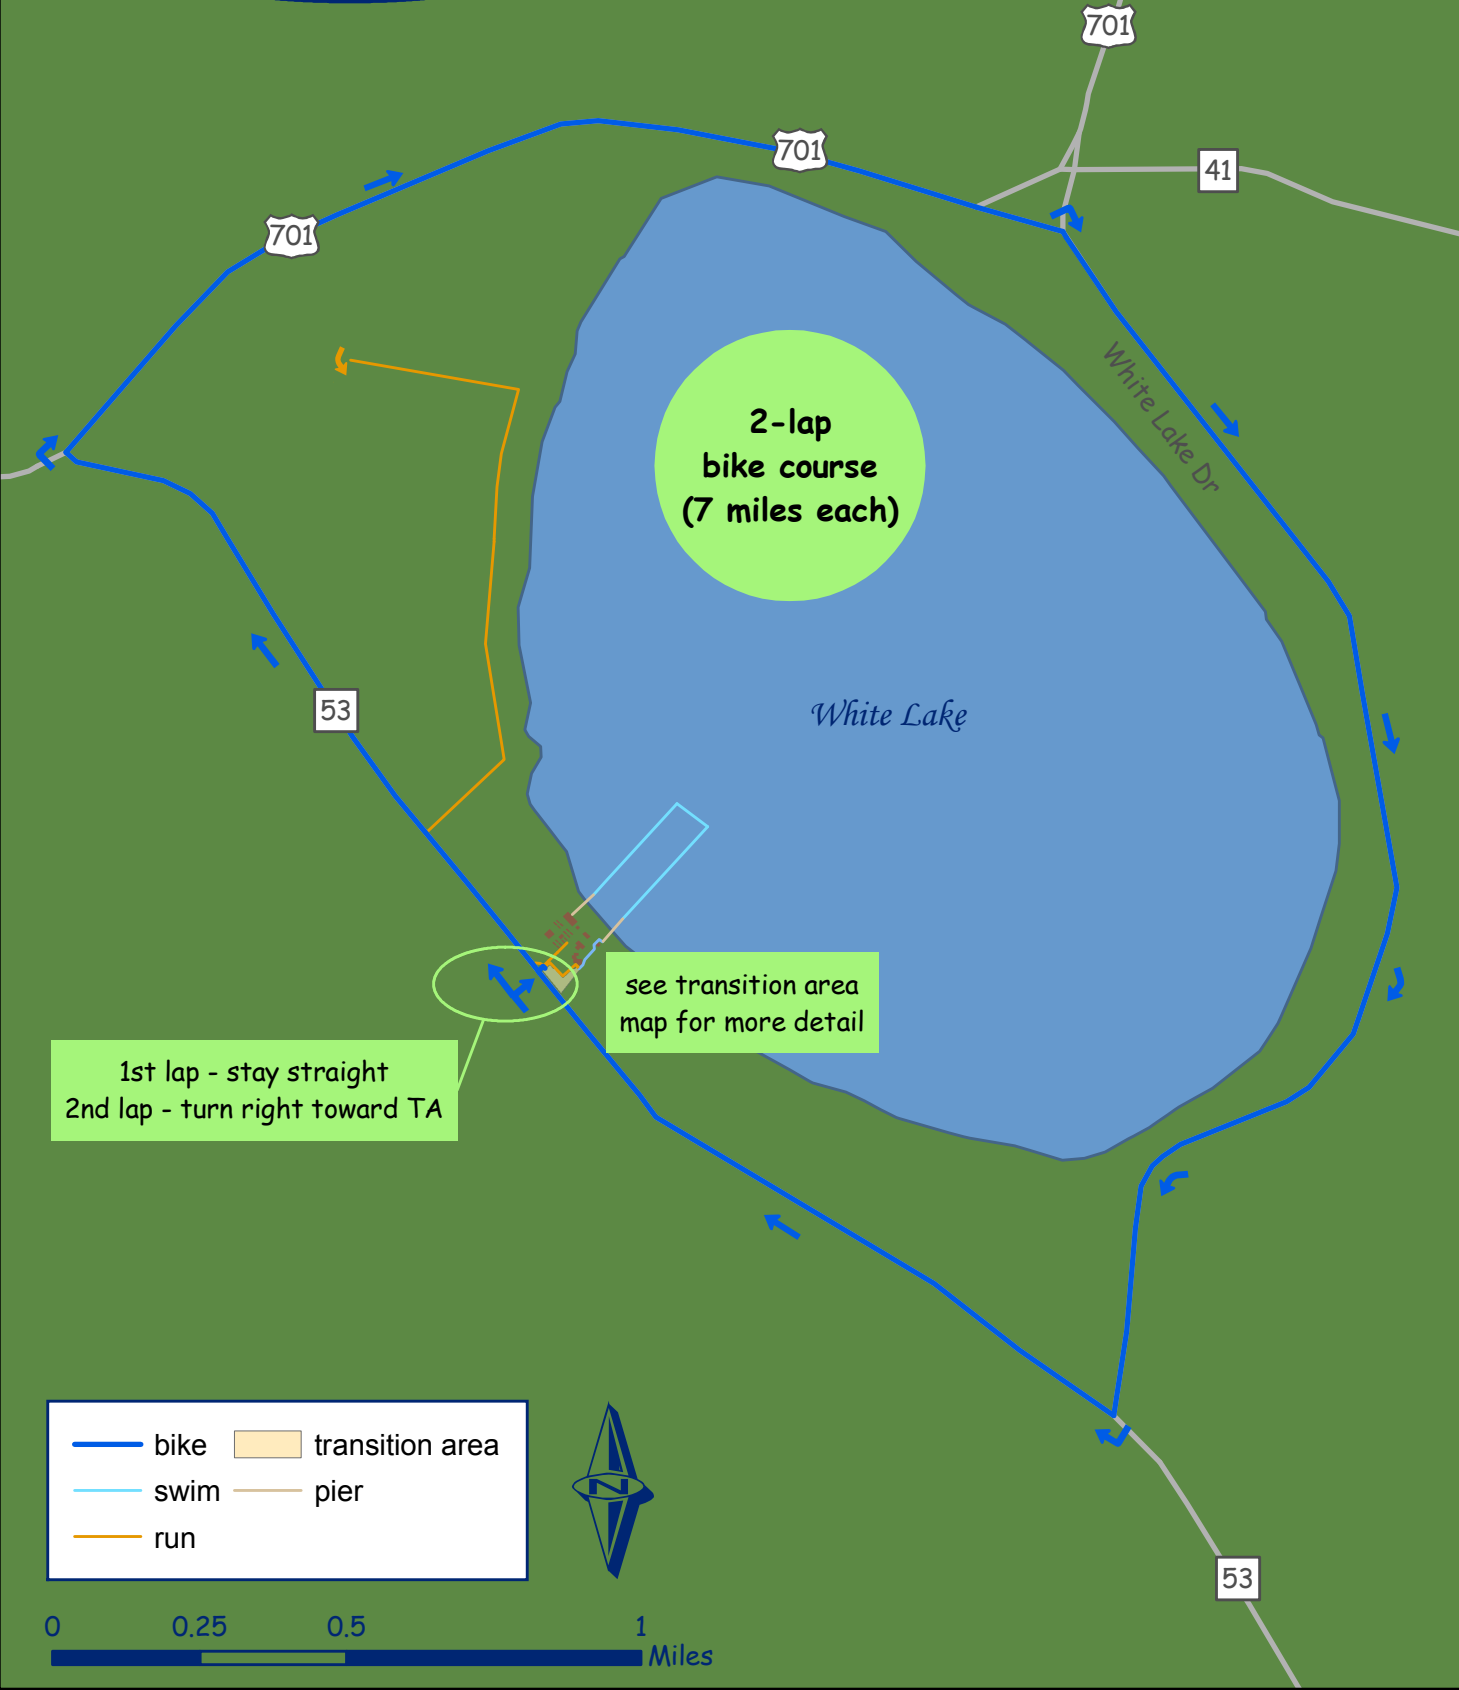 701
701
41
701
White Lake Dr
2-lap
bike course
(7 miles each)
53
White Lake
see transition area
map for more detail
1st lap - stay straight
2nd lap - turn right toward TA
bike
transition area
swim
pier
run
N
53
0 0.25 0.5 1
Miles